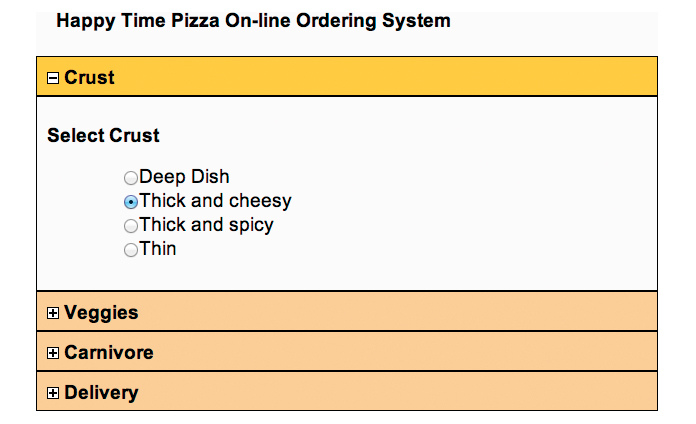 Happy Time Pizza On-line Ordering System
Crust
Select Crust
Deep Dish
Thick and cheesy
Thick and spicy
Thin
Veggies
Carnivore
Delivery